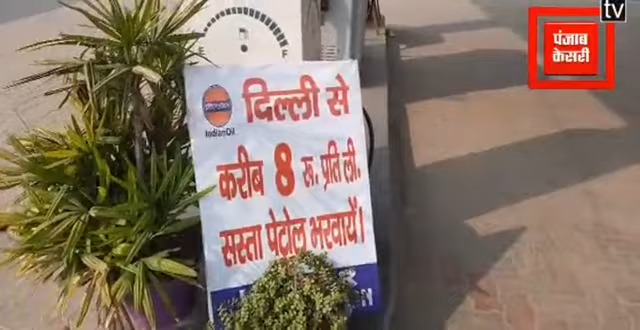 tv
पंजाब
केसरी
IndianOil
दिल्ली से
करीब 8 रू. प्रति ली.
सस्ता पेट्रोल भरवायें।